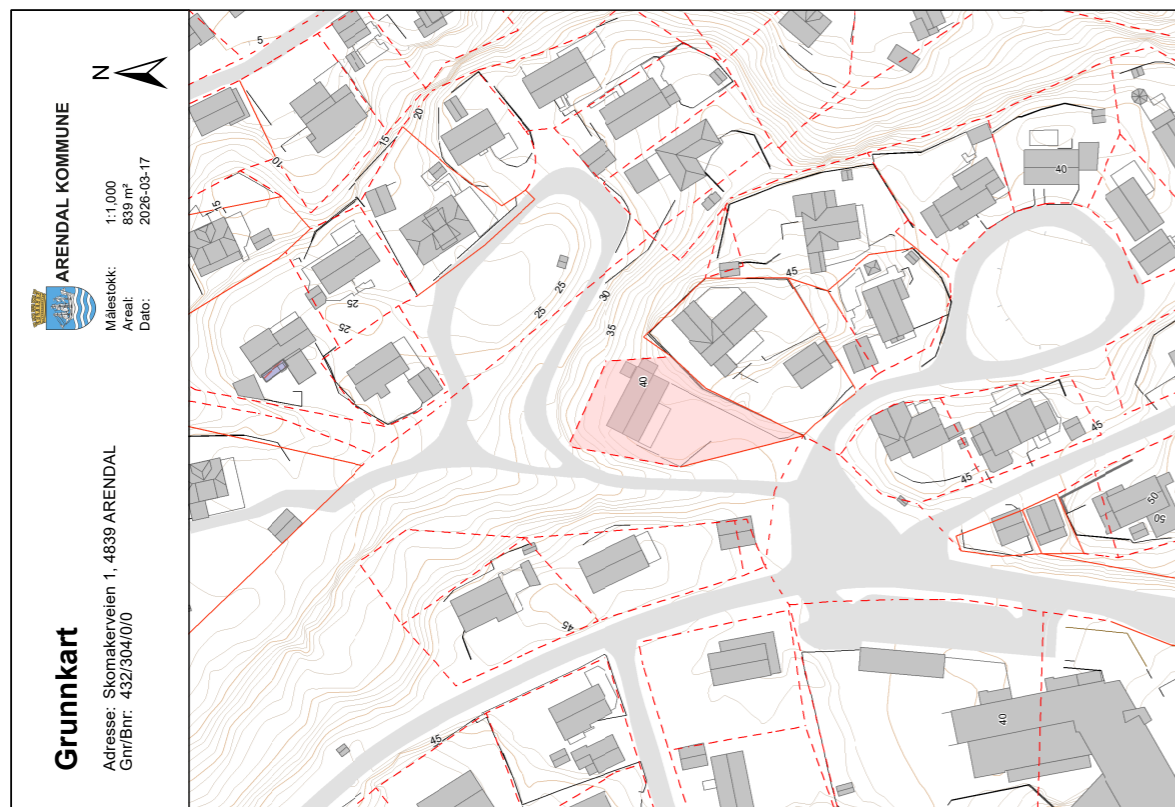 Grunnkart
Adresse: Skomakerveien 1, 4839 ARENDAL
Gnr/Bnr: 432/304/0/0
ARENDAL KOMMUNE
Målestokk: 1:1,000
Areal: 839 m²
Dato: 2026-03-17
N
5
10
15
15
20
25
25
25
25
30
35
40
45
40
45
45
45
45
50
50
40